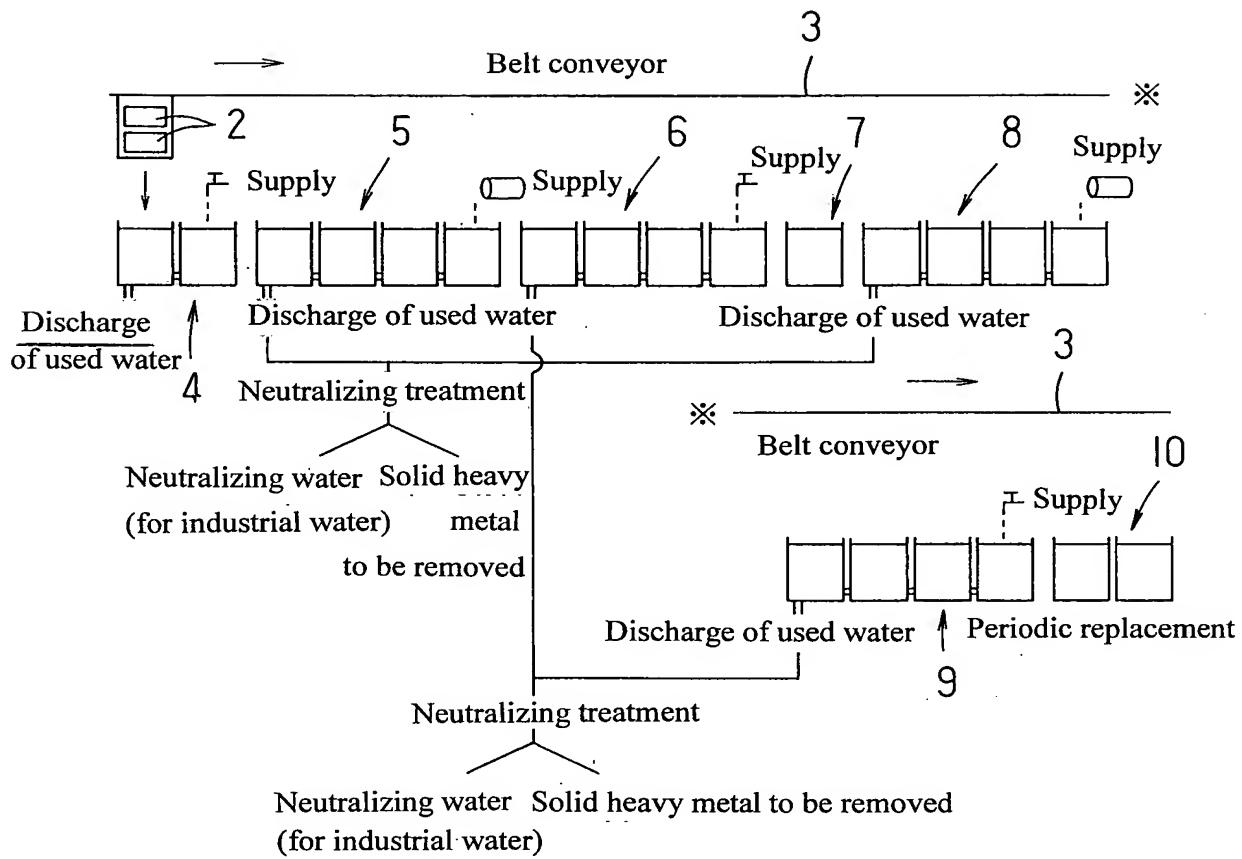 3
Belt conveyor
※
2
5
6
7
8
Supply
Supply
Supply
Supply
Discharge
of used water
Discharge of used water
Discharge of used water
4
Neutralizing treatment
3
※
Belt conveyor
Neutralizing water
(for industrial water)
Solid heavy
metal
to be removed
10
Supply
Discharge of used water
Periodic replacement
9
Neutralizing treatment
Neutralizing water
(for industrial water)
Solid heavy metal to be removed